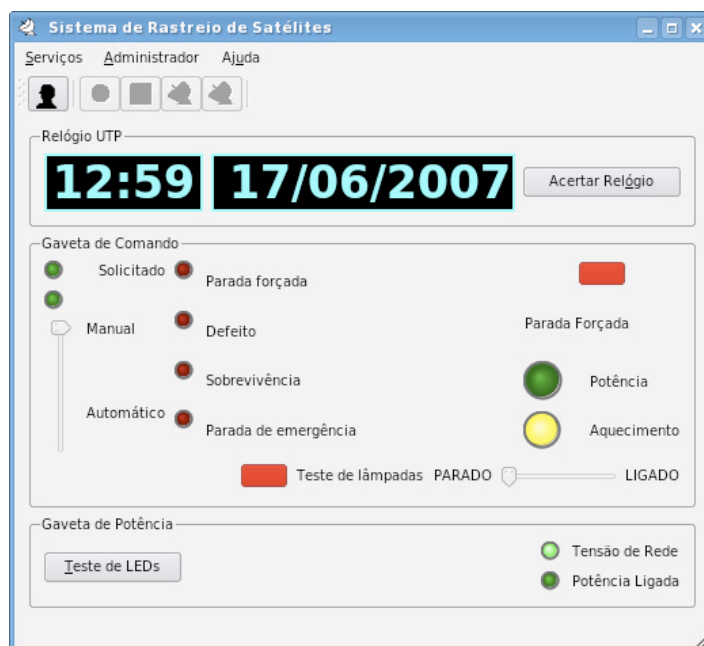 Sistema de Rastreio de Satélites
Serviços Administrador Ajuda
Relógio UTP
12:59 17/06/2007 Acertar Relógio
Gaveta de Comando
Solicitado
Parada forçada
Manual
Defeito
Parada Forçada
Sobrevivência
Potência
Automático
Parada de emergência
Aquecimento
Teste de lâmpadas PARADO LIGADO
Gaveta de Potência
Teste de LEDs
Tensão de Rede
Potência Ligada